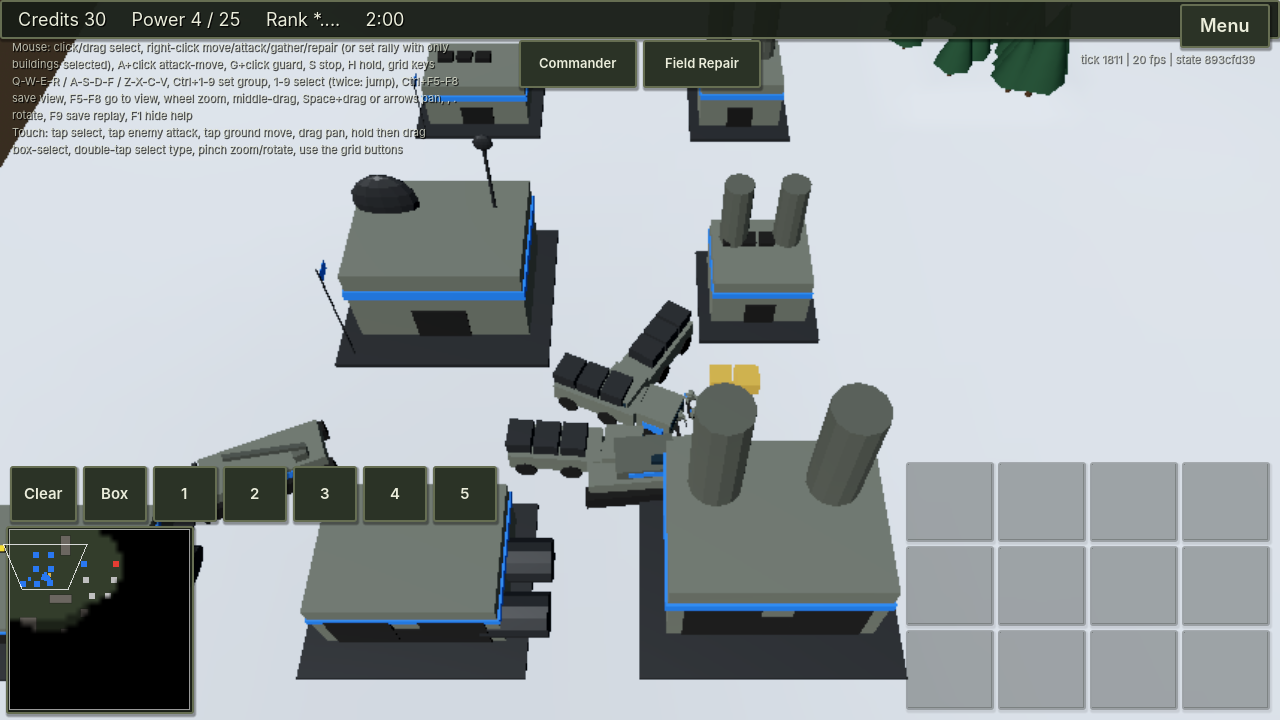 Credits 30 Power 4 / 25 Rank *.... 2:00
Menu
Mouse: click/drag select, right-click move/attack/gather/repair (or set rally with only
buildings selected), A+click attack-move, G+click guard, S stop, H hold, grid keys
Q-W-E-R / A-S-D-F / Z-X-C-V, Ctrl+1-9 set group, 1-9 select (twice: jump), Ctrl+F5-F8
save view, F5-F8 go to view, wheel zoom, middle-drag, Space+drag or arrows pan, , .
rotate, F9 save replay, F1 hide help
Touch: tap select, tap enemy attack, tap ground move, drag pan, hold then drag
box-select, double-tap select type, pinch zoom/rotate, use the grid buttons
Commander
Field Repair
tick 1811 | 20 fps | state 893cfd39
Clear Box 1 2 3 4 5